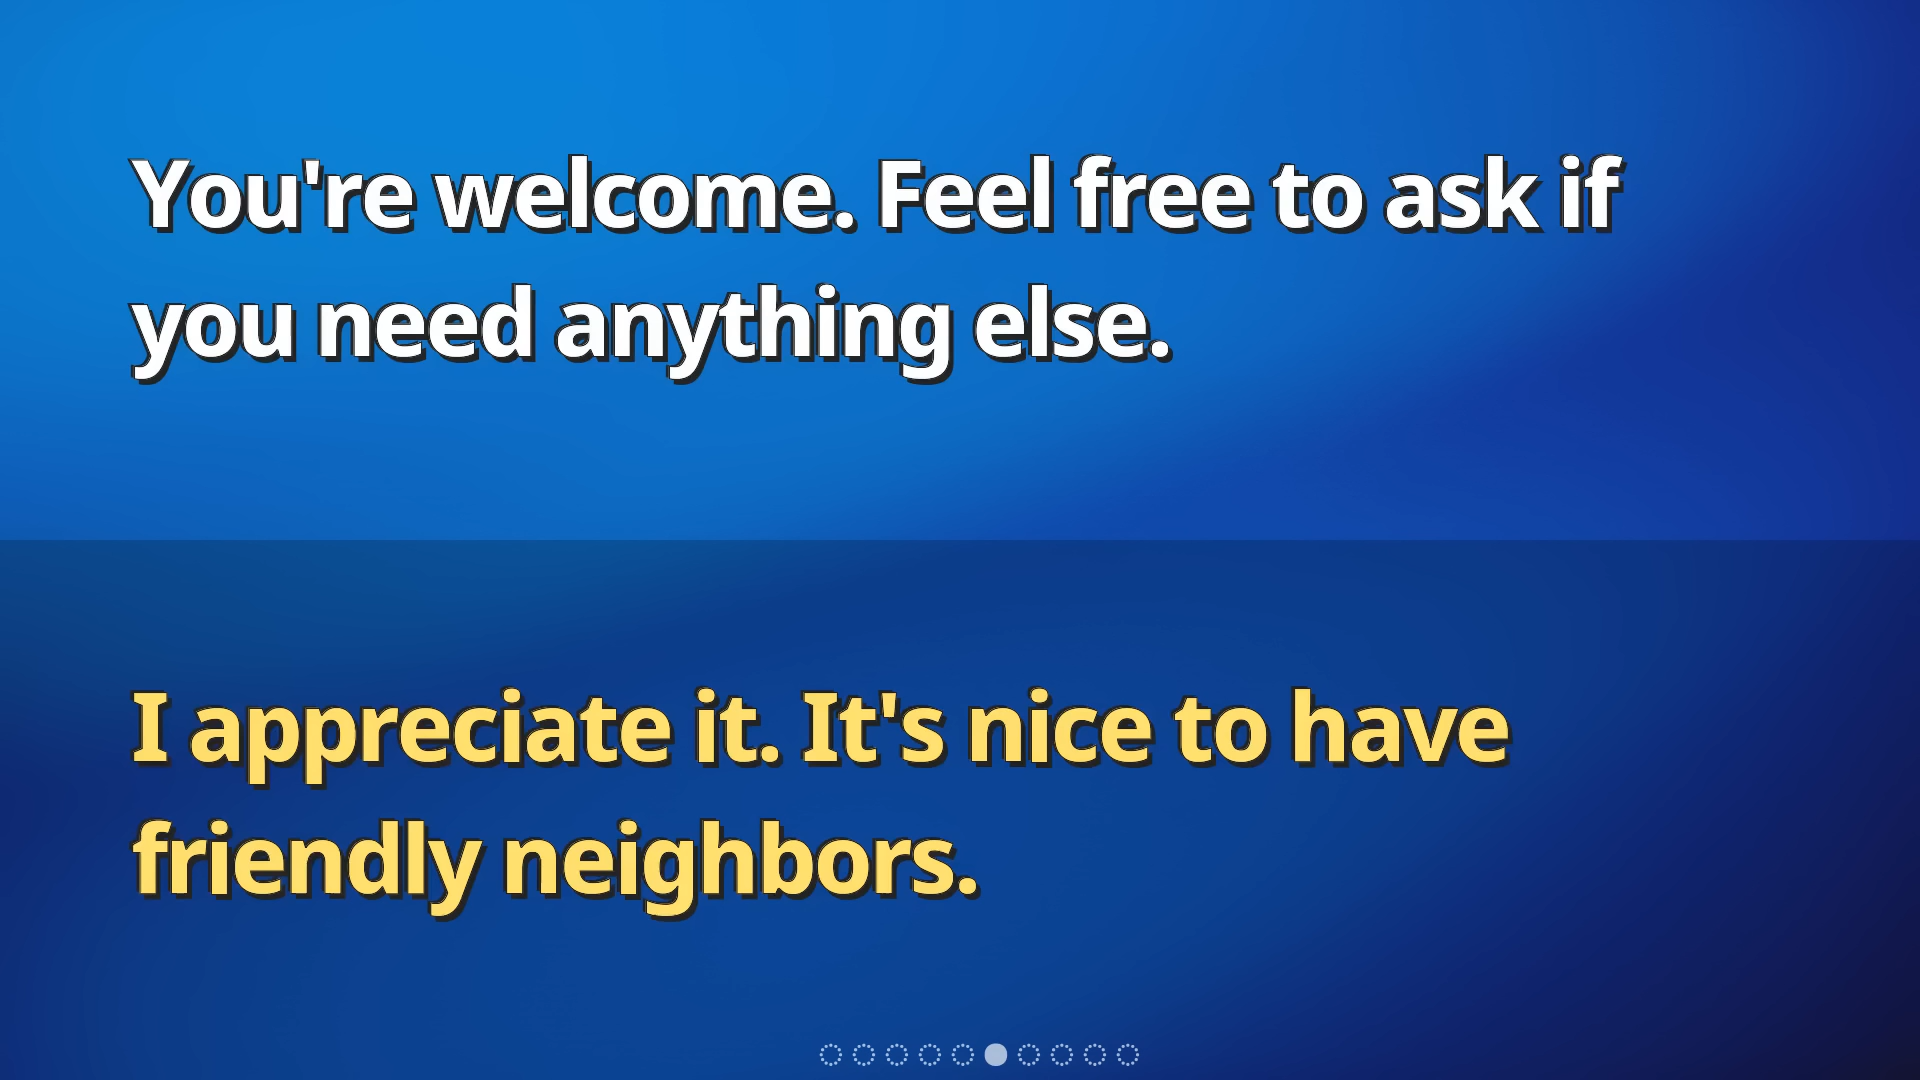 You're welcome. Feel free to ask if
you need anything else.
I appreciate it. It's nice to have
friendly neighbors.